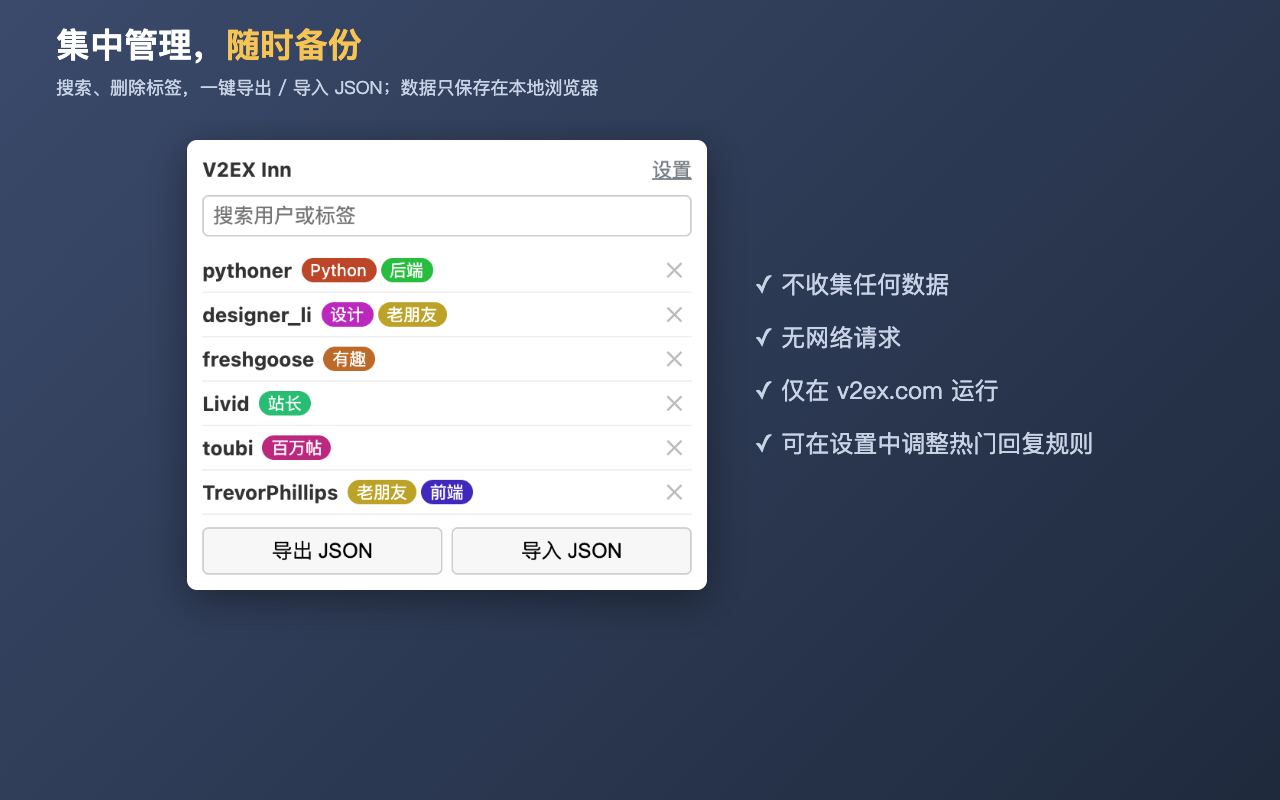 集中管理，随时备份
搜索、删除标签，一键导出 / 导入 JSON；数据只保存在本地浏览器
V2EX Inn 设置
搜索用户或标签
pythoner Python 后端
designer_li 设计 老朋友
freshgoose 有趣
Livid 站长
toubi 百万帖
TrevorPhillips 老朋友 前端
导出 JSON 导入 JSON
✓ 不收集任何数据
✓ 无网络请求
✓ 仅在 v2ex.com 运行
✓ 可在设置中调整热门回复规则